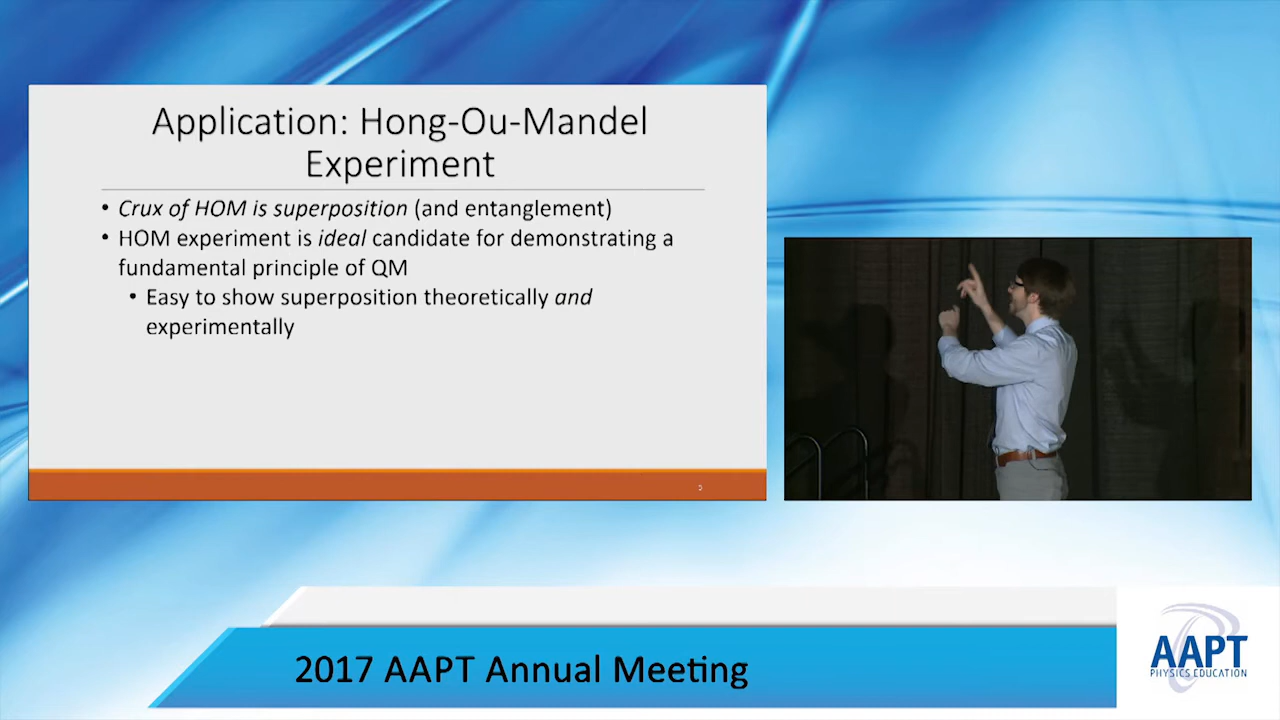 Application: Hong-Ou-Mandel
Experiment
• Crux of HOM is superposition (and entanglement)
• HOM experiment is ideal candidate for demonstrating a
fundamental principle of QM
• Easy to show superposition theoretically and
experimentally
5
2017 AAPT Annual Meeting
AAPT
PHYSICS EDUCATION